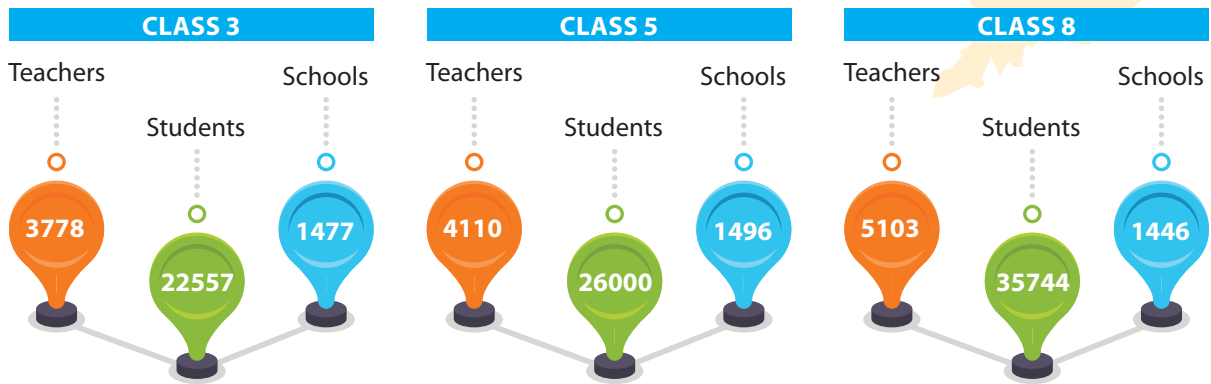 CLASS 3
Teachers
Schools
Students
3778
1477
22557
CLASS 5
Teachers
Schools
Students
4110
1496
26000
CLASS 8
Teachers
Schools
Students
5103
1446
35744